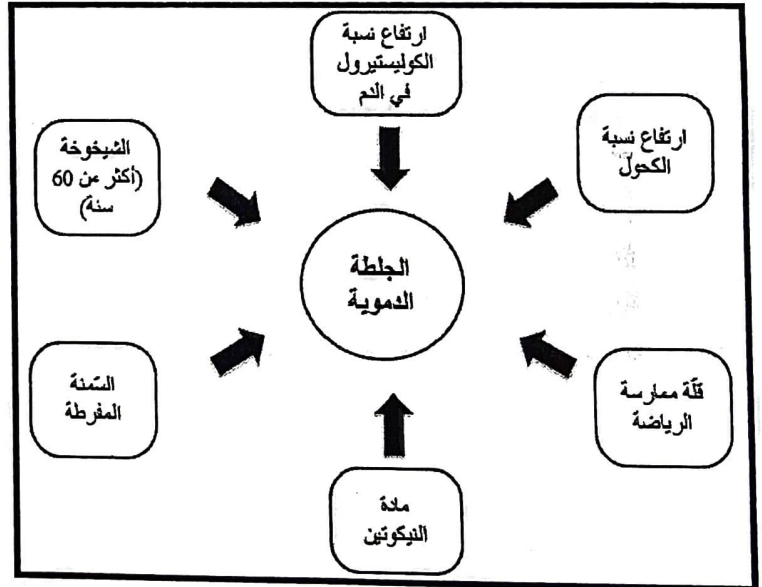 ارتفاع نسبة
الكوليستيرول
في الدم
ارتفاع نسبة
الكحول
الشيخوخة
(أكثر من 60
سنة)
الجلطة
الدموية
السّمنة
المفرطة
قلّة ممارسة
الرياضة
مادة
النيكوتين